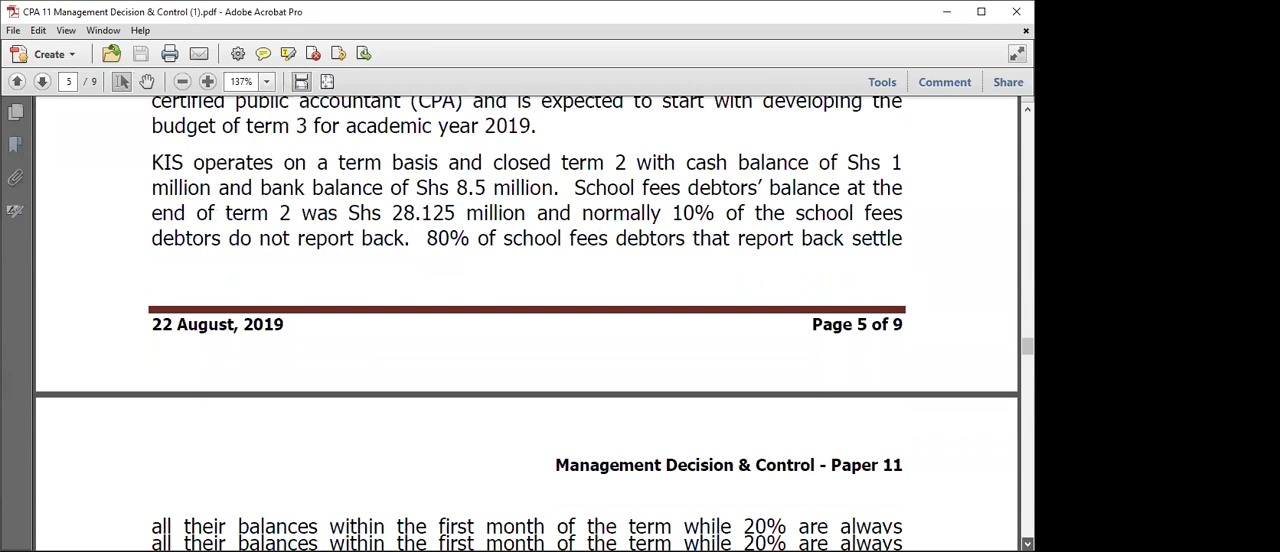 CPA 11 Management Decision & Control (1).pdf - Adobe Acrobat Pro
File Edit View Window Help
Create
5 / 9 137% Tools Comment Share
certified public accountant (CPA) and is expected to start with developing the
budget of term 3 for academic year 2019.
KIS operates on a term basis and closed term 2 with cash balance of Shs 1
million and bank balance of Shs 8.5 million. School fees debtors’ balance at the
end of term 2 was Shs 28.125 million and normally 10% of the school fees
debtors do not report back. 80% of school fees debtors that report back settle
22 August, 2019 Page 5 of 9
Management Decision & Control - Paper 11
all their balances within the first month of the term while 20% are always
all their balances within the first month of the term while 20% are always